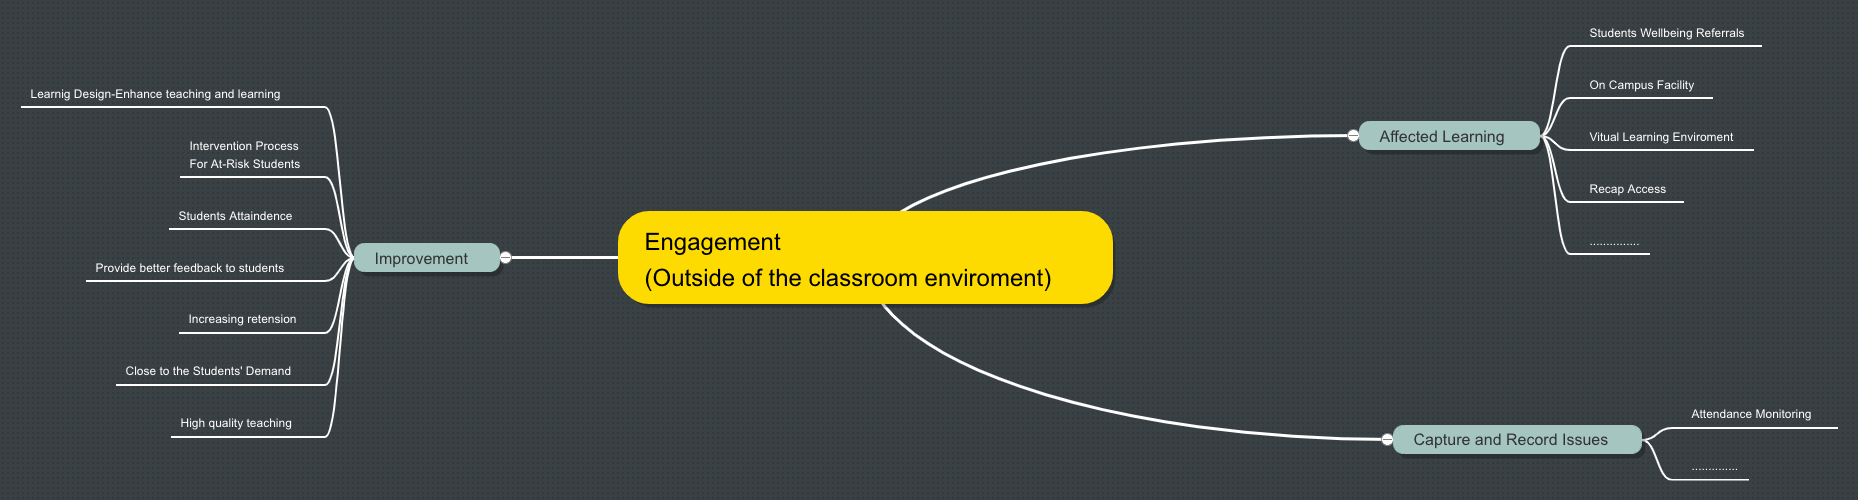 Learnig Design-Enhance teaching and learning
Intervention Process
For At-Risk Students
Students Attaindence
Provide better feedback to students
Increasing retension
Close to the Students' Demand
High quality teaching
Improvement
Engagement
(Outside of the classroom enviroment)
Affected Learning
Students Wellbeing Referrals
On Campus Facility
Vitual Learning Enviroment
Recap Access
...............
Capture and Record Issues
Attendance Monitoring
..............